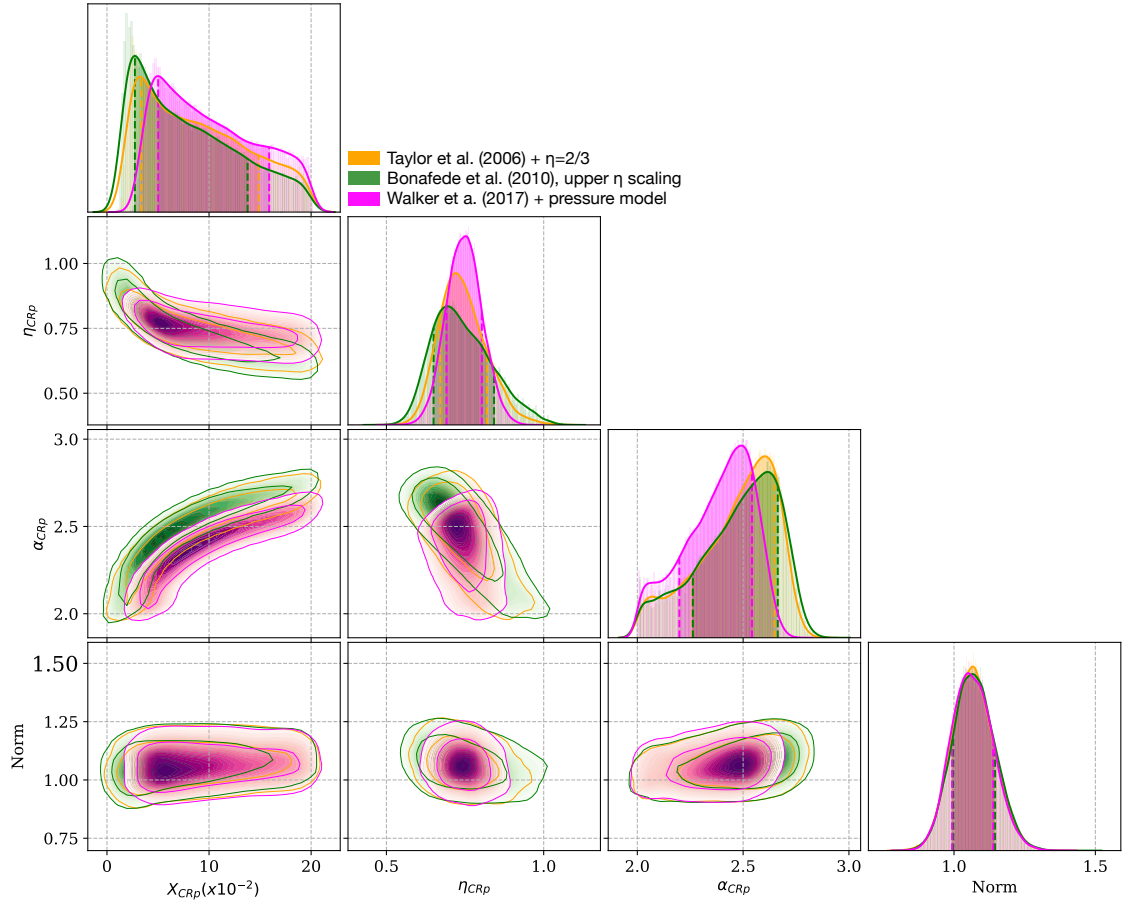 Taylor et al. (2006) + η=2/3
Bonafede et al. (2010), upper η scaling
Walker et a. (2017) + pressure model
1.00
0.75
0.50
η_CRp
3.0
2.5
2.0
α_CRp
1.50
1.25
1.00
0.75
Norm
0 10 20
X_CRp(x10⁻²)
0.5 1.0
η_CRp
2.0 2.5 3.0
α_CRp
1.0 1.5
Norm